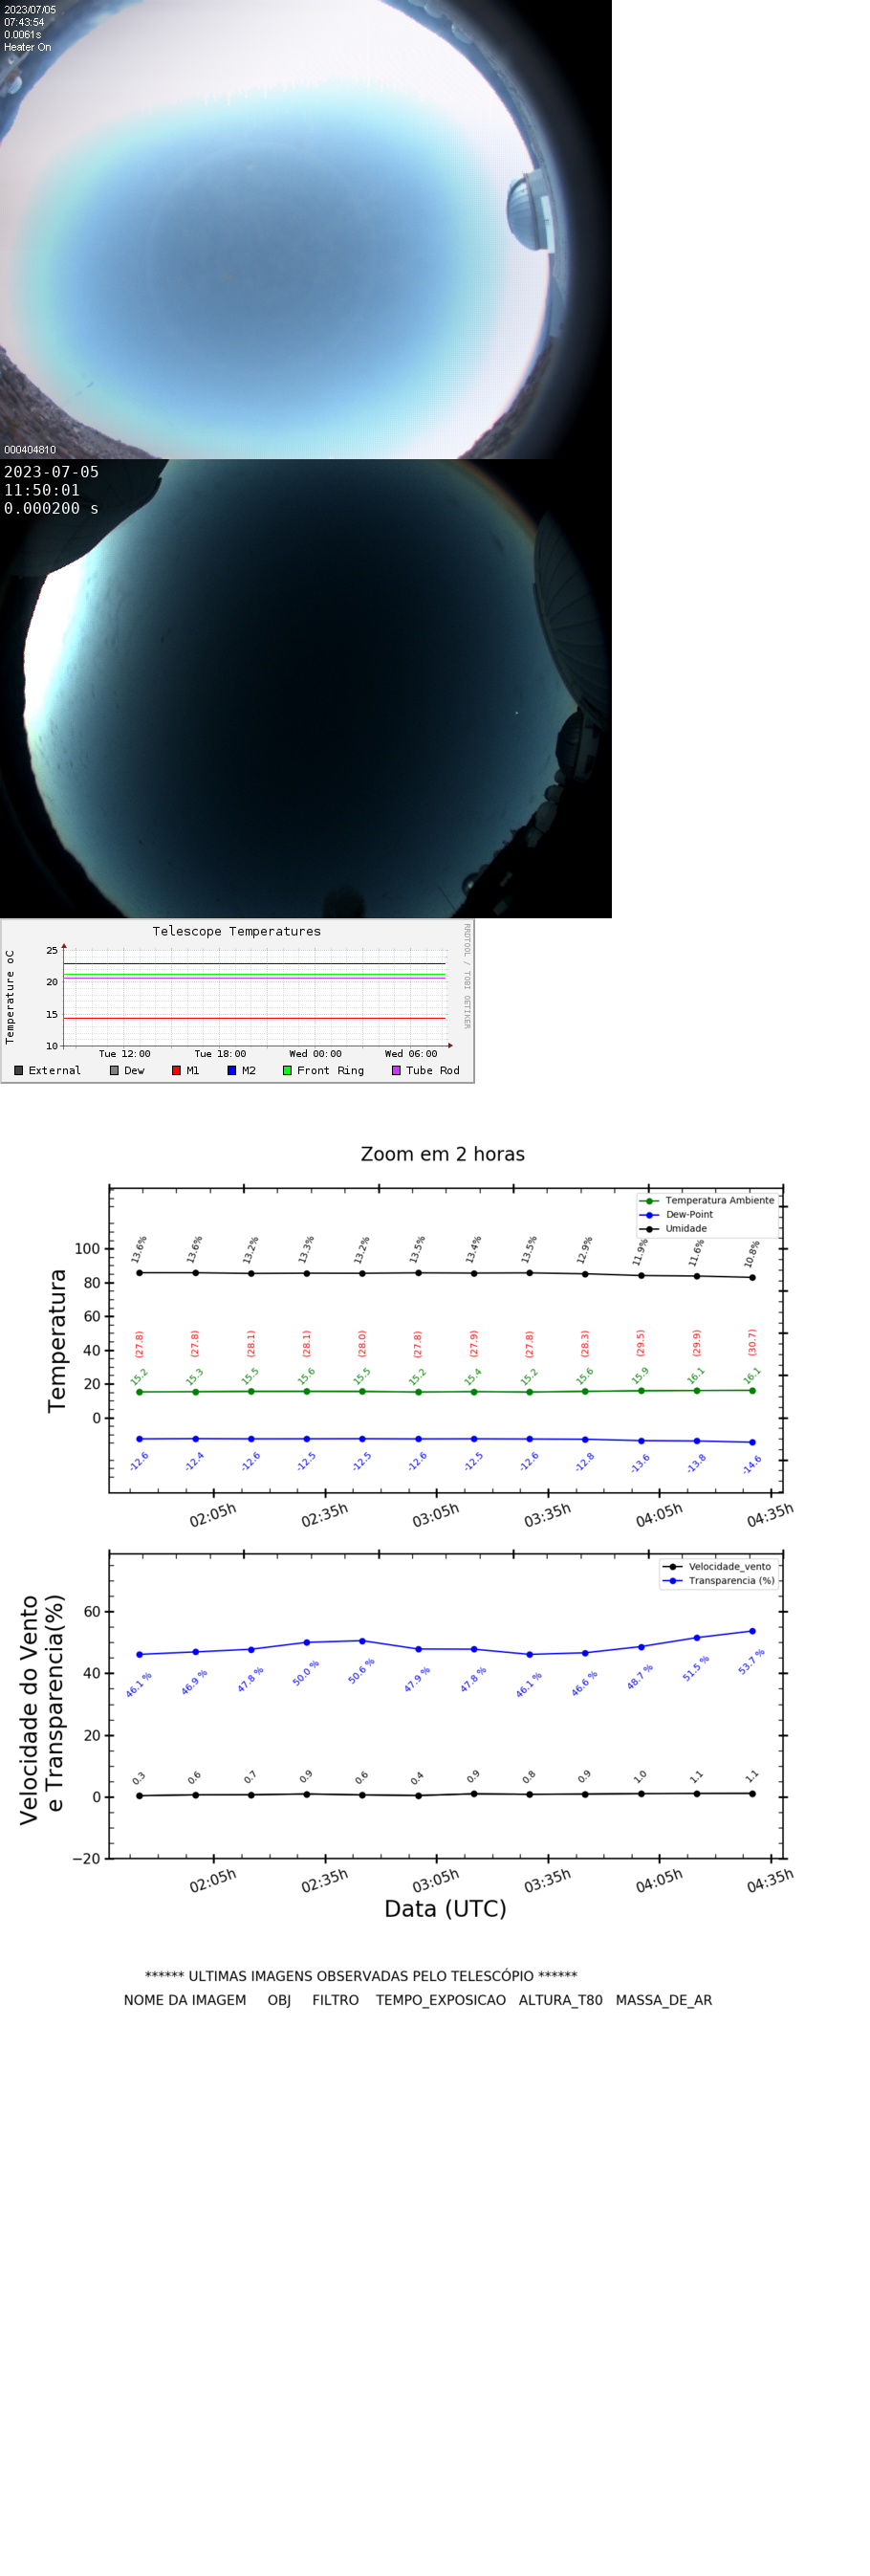 2023/07/05
07:43:54
0.0061s
Heater On
000404810
2023-07-05
11:50:01
0.000200 s
Telescope Temperatures
Temperature oC
RRDTOOL / TOBI OETIKER
25
20
15
10
Tue 12:00 Tue 18:00 Wed 00:00 Wed 06:00
External Dew M1 M2 Front Ring Tube Rod
Zoom em 2 horas
Temperatura
Temperatura Ambiente
Dew-Point
Umidade
100
80
60
40
20
0
13.6% 13.6% 13.2% 13.3% 13.2% 13.5% 13.4% 13.5% 12.9% 11.9% 11.6% 10.8%
(27.8) (27.8) (28.1) (28.1) (28.0) (27.8) (27.9) (27.8) (28.3) (29.5) (29.9) (30.7)
15.2 15.3 15.5 15.6 15.5 15.2 15.4 15.2 15.6 15.9 16.1 16.1
-12.6 -12.4 -12.6 -12.5 -12.5 -12.6 -12.5 -12.6 -12.8 -13.6 -13.8 -14.6
02:05h 02:35h 03:05h 03:35h 04:05h 04:35h
Velocidade do Vento
e Transparencia(%)
Velocidade_vento
Transparencia (%)
60
40
20
0
−20
46.1 % 46.9 % 47.8 % 50.0 % 50.6 % 47.9 % 47.8 % 46.1 % 46.6 % 48.7 % 51.5 % 53.7 %
0.3 0.6 0.7 0.9 0.6 0.4 0.9 0.8 0.9 1.0 1.1 1.1
02:05h 02:35h 03:05h 03:35h 04:05h 04:35h
Data (UTC)
****** ULTIMAS IMAGENS OBSERVADAS PELO TELESCÓPIO ******
NOME DA IMAGEM OBJ FILTRO TEMPO_EXPOSICAO ALTURA_T80 MASSA_DE_AR